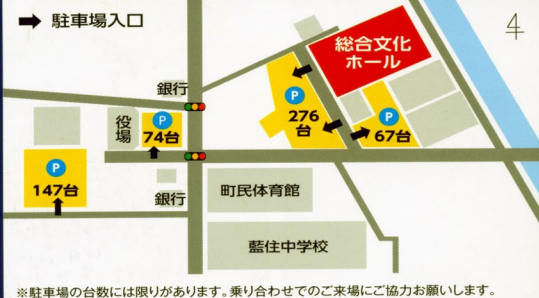 駐車場入口
総合文化
ホール
銀行
P
276
台
P
67台
役場
P
74台
P
147台
銀行
町民体育館
藍住中学校
※駐車場の台数には限りがあります。乗り合わせでのご来場にご協力お願いします。